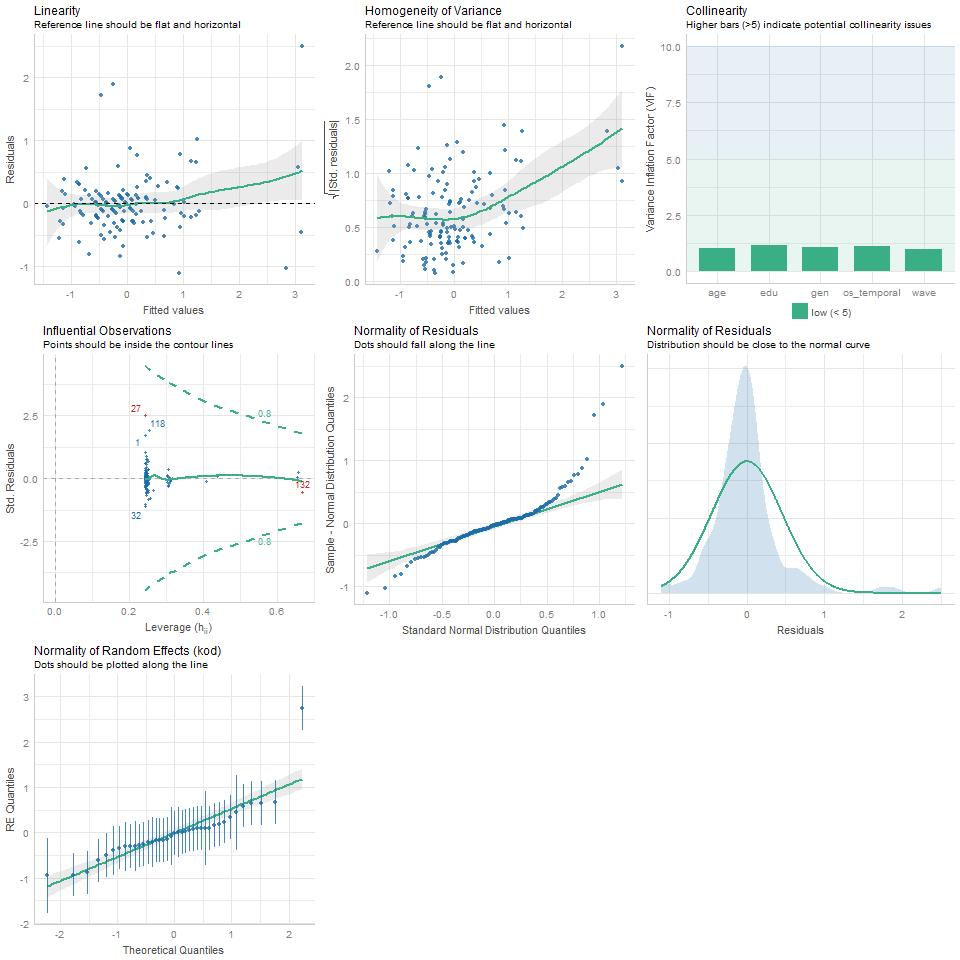 Linearity
Reference line should be flat and horizontal
Residuals
2
1
0
-1
-1
0
1
2
3
Fitted values
Homogeneity of Variance
Reference line should be flat and horizontal
√|Std. residuals|
2.0
1.5
1.0
0.5
0.0
-1
0
1
2
3
Fitted values
Collinearity
Higher bars (>5) indicate potential collinearity issues
Variance Inflation Factor (VIF)
10.0
7.5
5.0
2.5
0.0
age
edu
gen
os_temporal
wave
low (< 5)
Influential Observations
Points should be inside the contour lines
Std. Residuals
2.5
0.0
-2.5
27
118
1
32
132
0.8
0.8
0.0
0.2
0.4
0.6
Leverage (hii)
Normality of Residuals
Dots should fall along the line
Sample - Normal Distribution Quantiles
2
1
0
-1
-1.0
-0.5
0.0
0.5
1.0
Standard Normal Distribution Quantiles
Normality of Residuals
Distribution should be close to the normal curve
-1
0
1
2
Residuals
Normality of Random Effects (kod)
Dots should be plotted along the line
RE Quantiles
3
2
1
0
-1
-2
-2
-1
0
1
2
Theoretical Quantiles